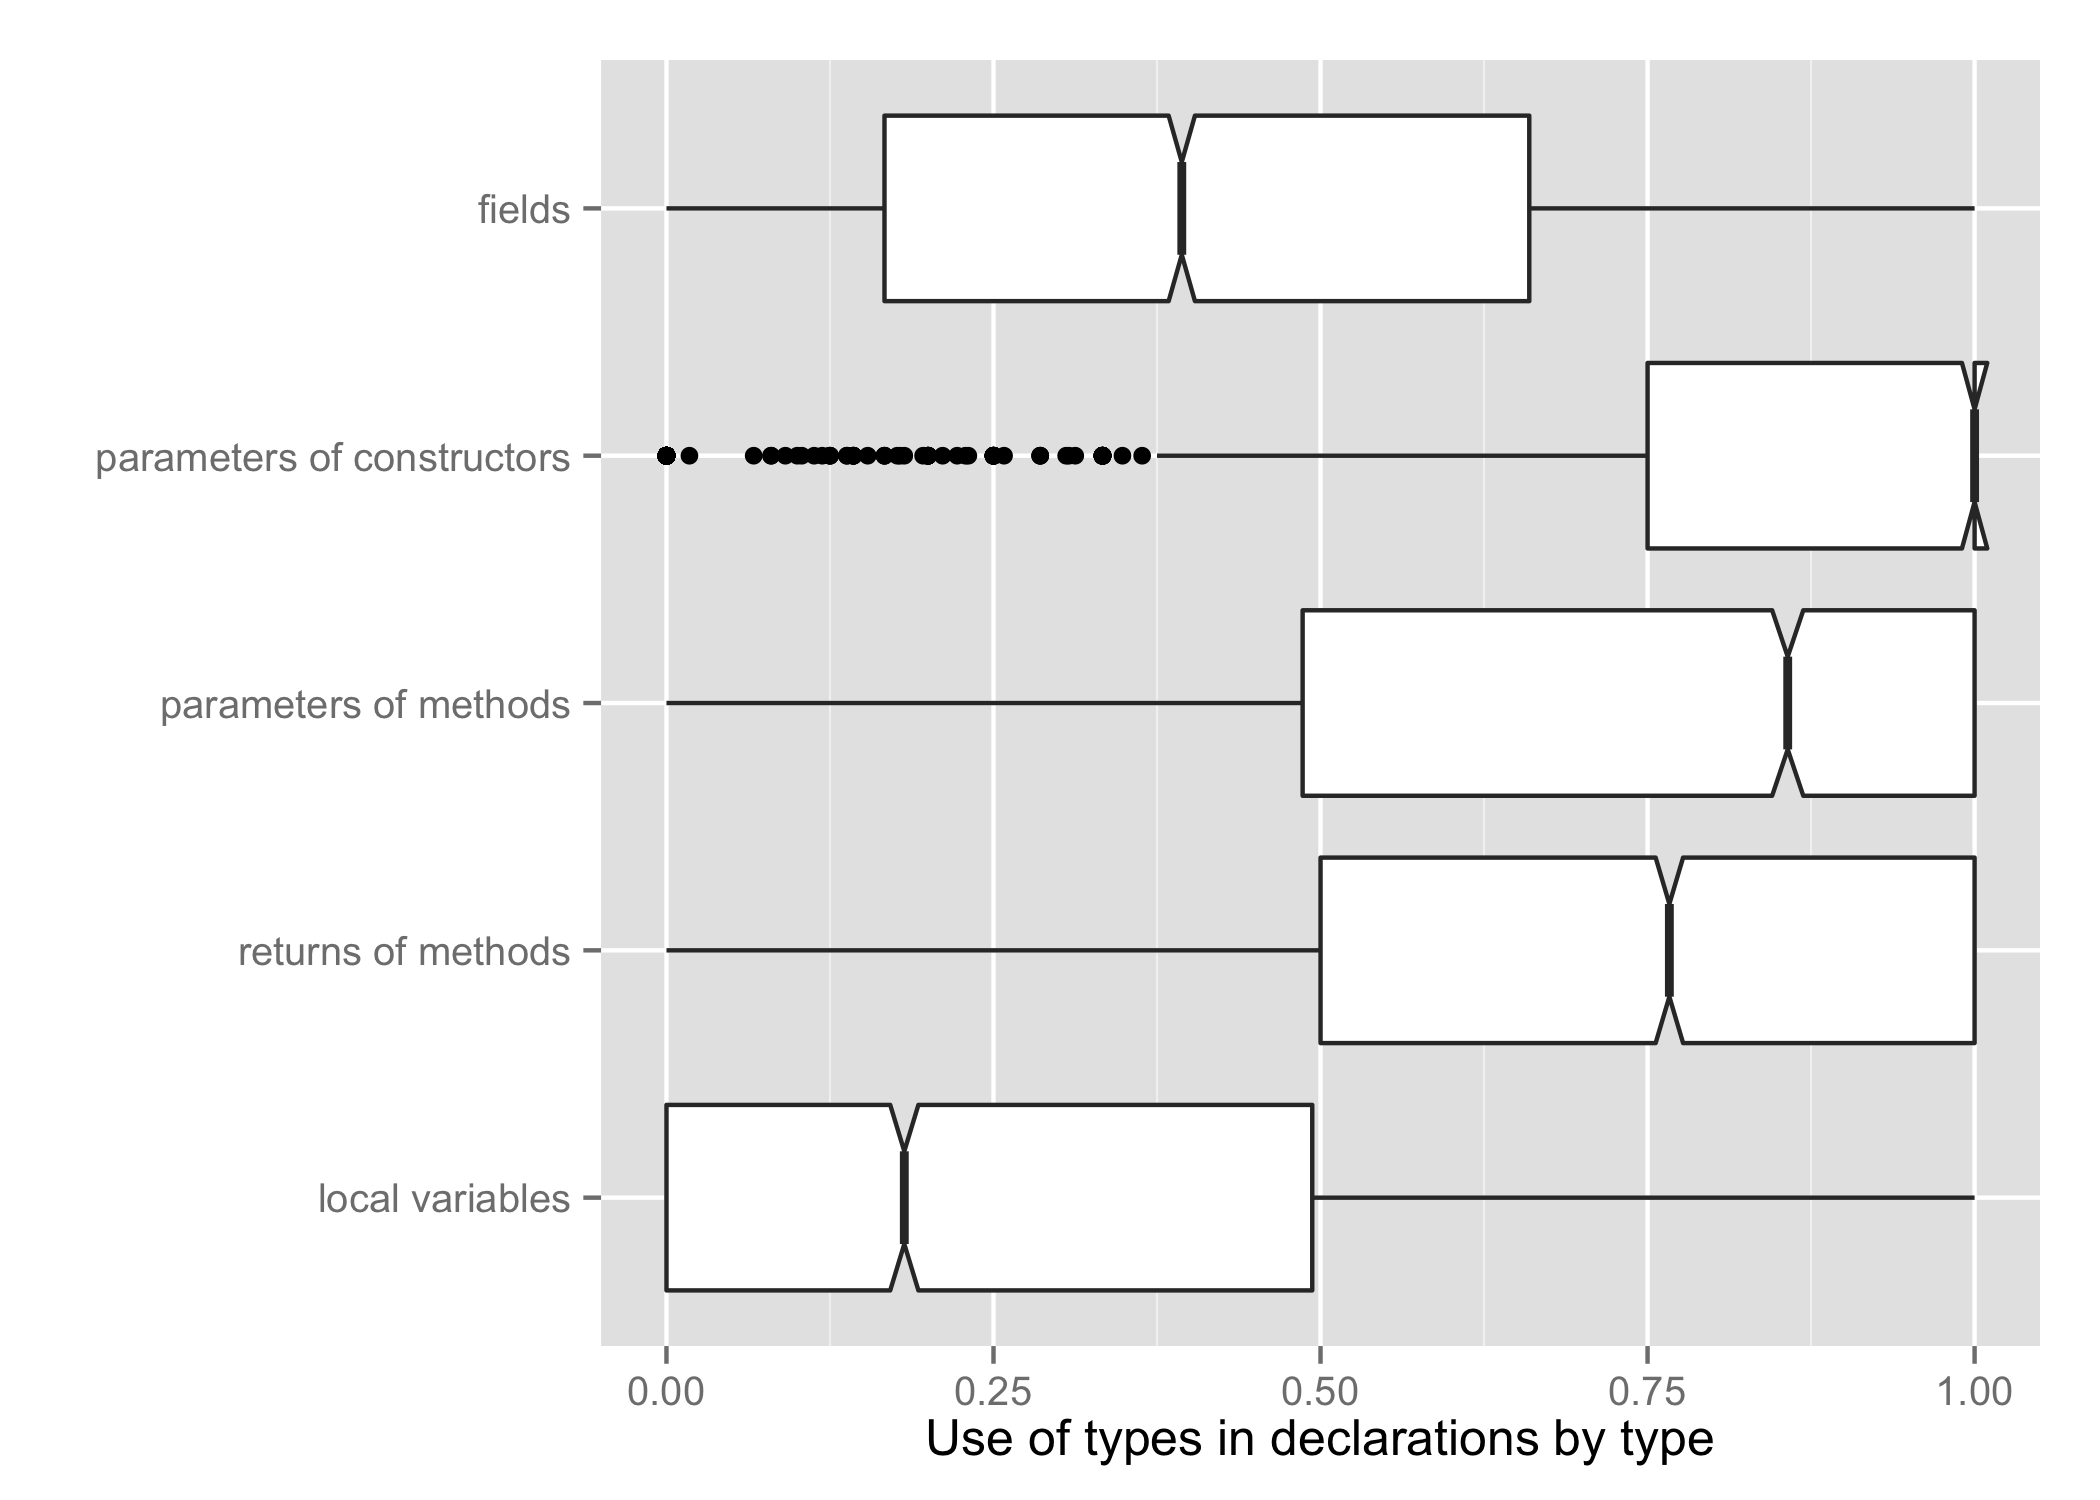 fields
parameters of constructors
parameters of methods
returns of methods
local variables
0.00 0.25 0.50 0.75 1.00
Use of types in declarations by type